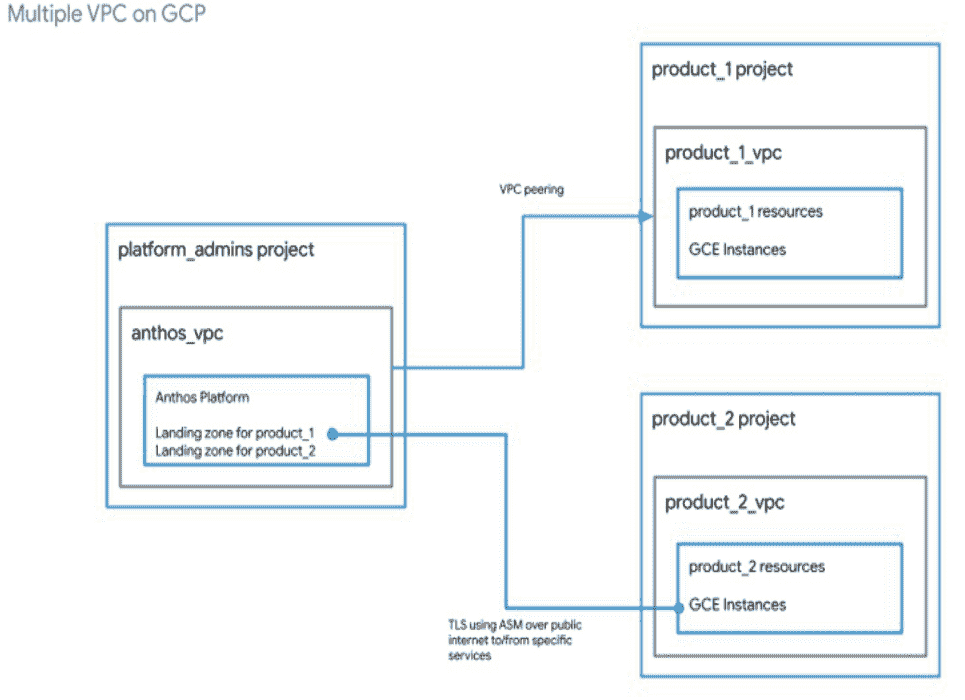 Multiple VPC on GCP
product_1 project
product_1_vpc
VPC peering
product_1 resources
GCE Instances
platform_admins project
anthos_vpc
Anthos Platform
Landing zone for product_1
Landing zone for product_2
product_2 project
product_2_vpc
product_2 resources
GCE Instances
TLS using ASM over public
internet to/from specific
services